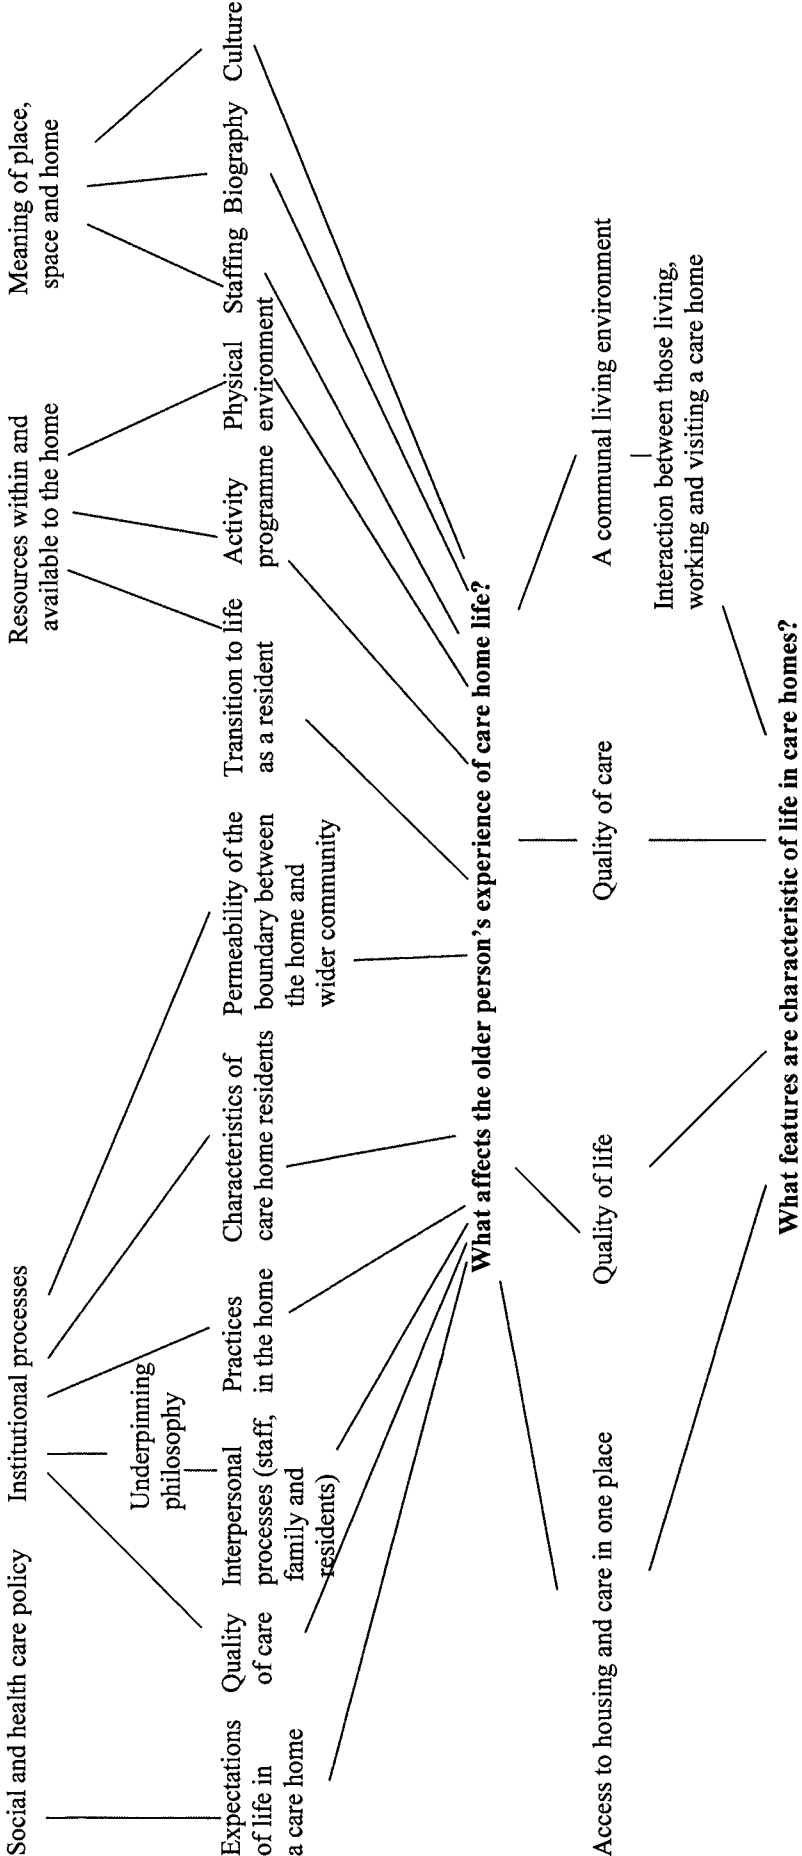 Social and health care policy
Institutional processes
Resources within and
available to the home
Meaning of place,
space and home
Underpinning
philosophy
Expectations
of life in
a care home
Quality
of care
Interpersonal
processes (staff,
family and
residents)
Practices
in the home
Characteristics of
care home residents
Permeability of the
boundary between
the home and
wider community
Transition to life
as a resident
Activity
programme
Physical
environment
Staffing
Biography
Culture
What affects the older person's experience of care home life?
Access to housing and care in one place
Quality of life
Quality of care
A communal living environment
Interaction between those living,
working and visiting a care home
What features are characteristic of life in care homes?